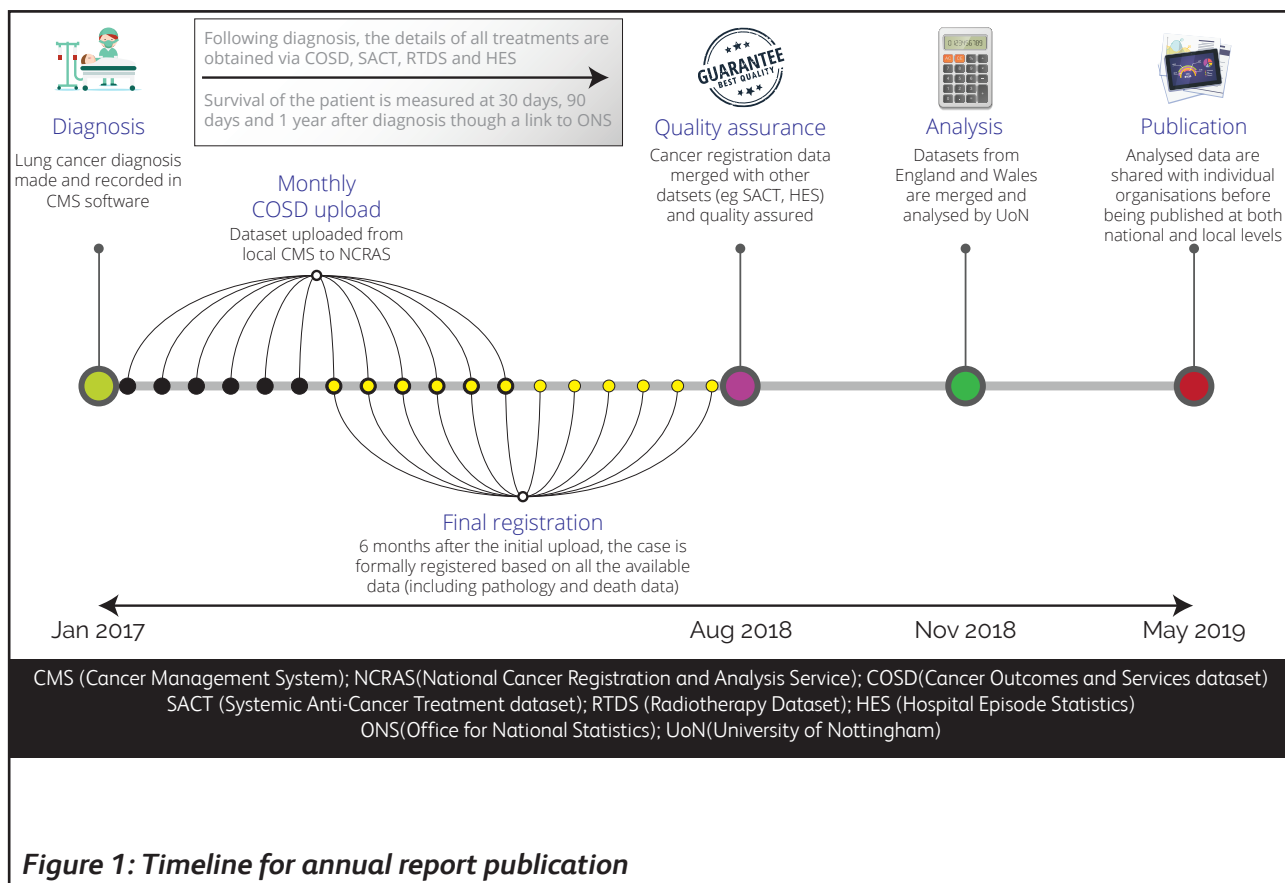 Following diagnosis, the details of all treatments are
obtained via COSD, SACT, RTDS and HES
Survival of the patient is measured at 30 days, 90
days and 1 year after diagnosis though a link to ONS
GUARANTEE
BEST QUALITY
0123456789
Diagnosis
Lung cancer diagnosis
made and recorded in
CMS software
Monthly
COSD upload
Dataset uploaded from
local CMS to NCRAS
Quality assurance
Cancer registration data
merged with other
datsets (eg SACT, HES)
and quality assured
Analysis
Datasets from
England and Wales
are merged and
analysed by UoN
Publication
Analysed data are
shared with individual
organisations before
being published at both
national and local levels
Final registration
6 months after the initial upload, the case is
formally registered based on all the available
data (including pathology and death data)
Jan 2017
Aug 2018
Nov 2018
May 2019
CMS (Cancer Management System); NCRAS(National Cancer Registration and Analysis Service); COSD(Cancer Outcomes and Services dataset)
SACT (Systemic Anti-Cancer Treatment dataset); RTDS (Radiotherapy Dataset); HES (Hospital Episode Statistics)
ONS(Office for National Statistics); UoN(University of Nottingham)
Figure 1: Timeline for annual report publication